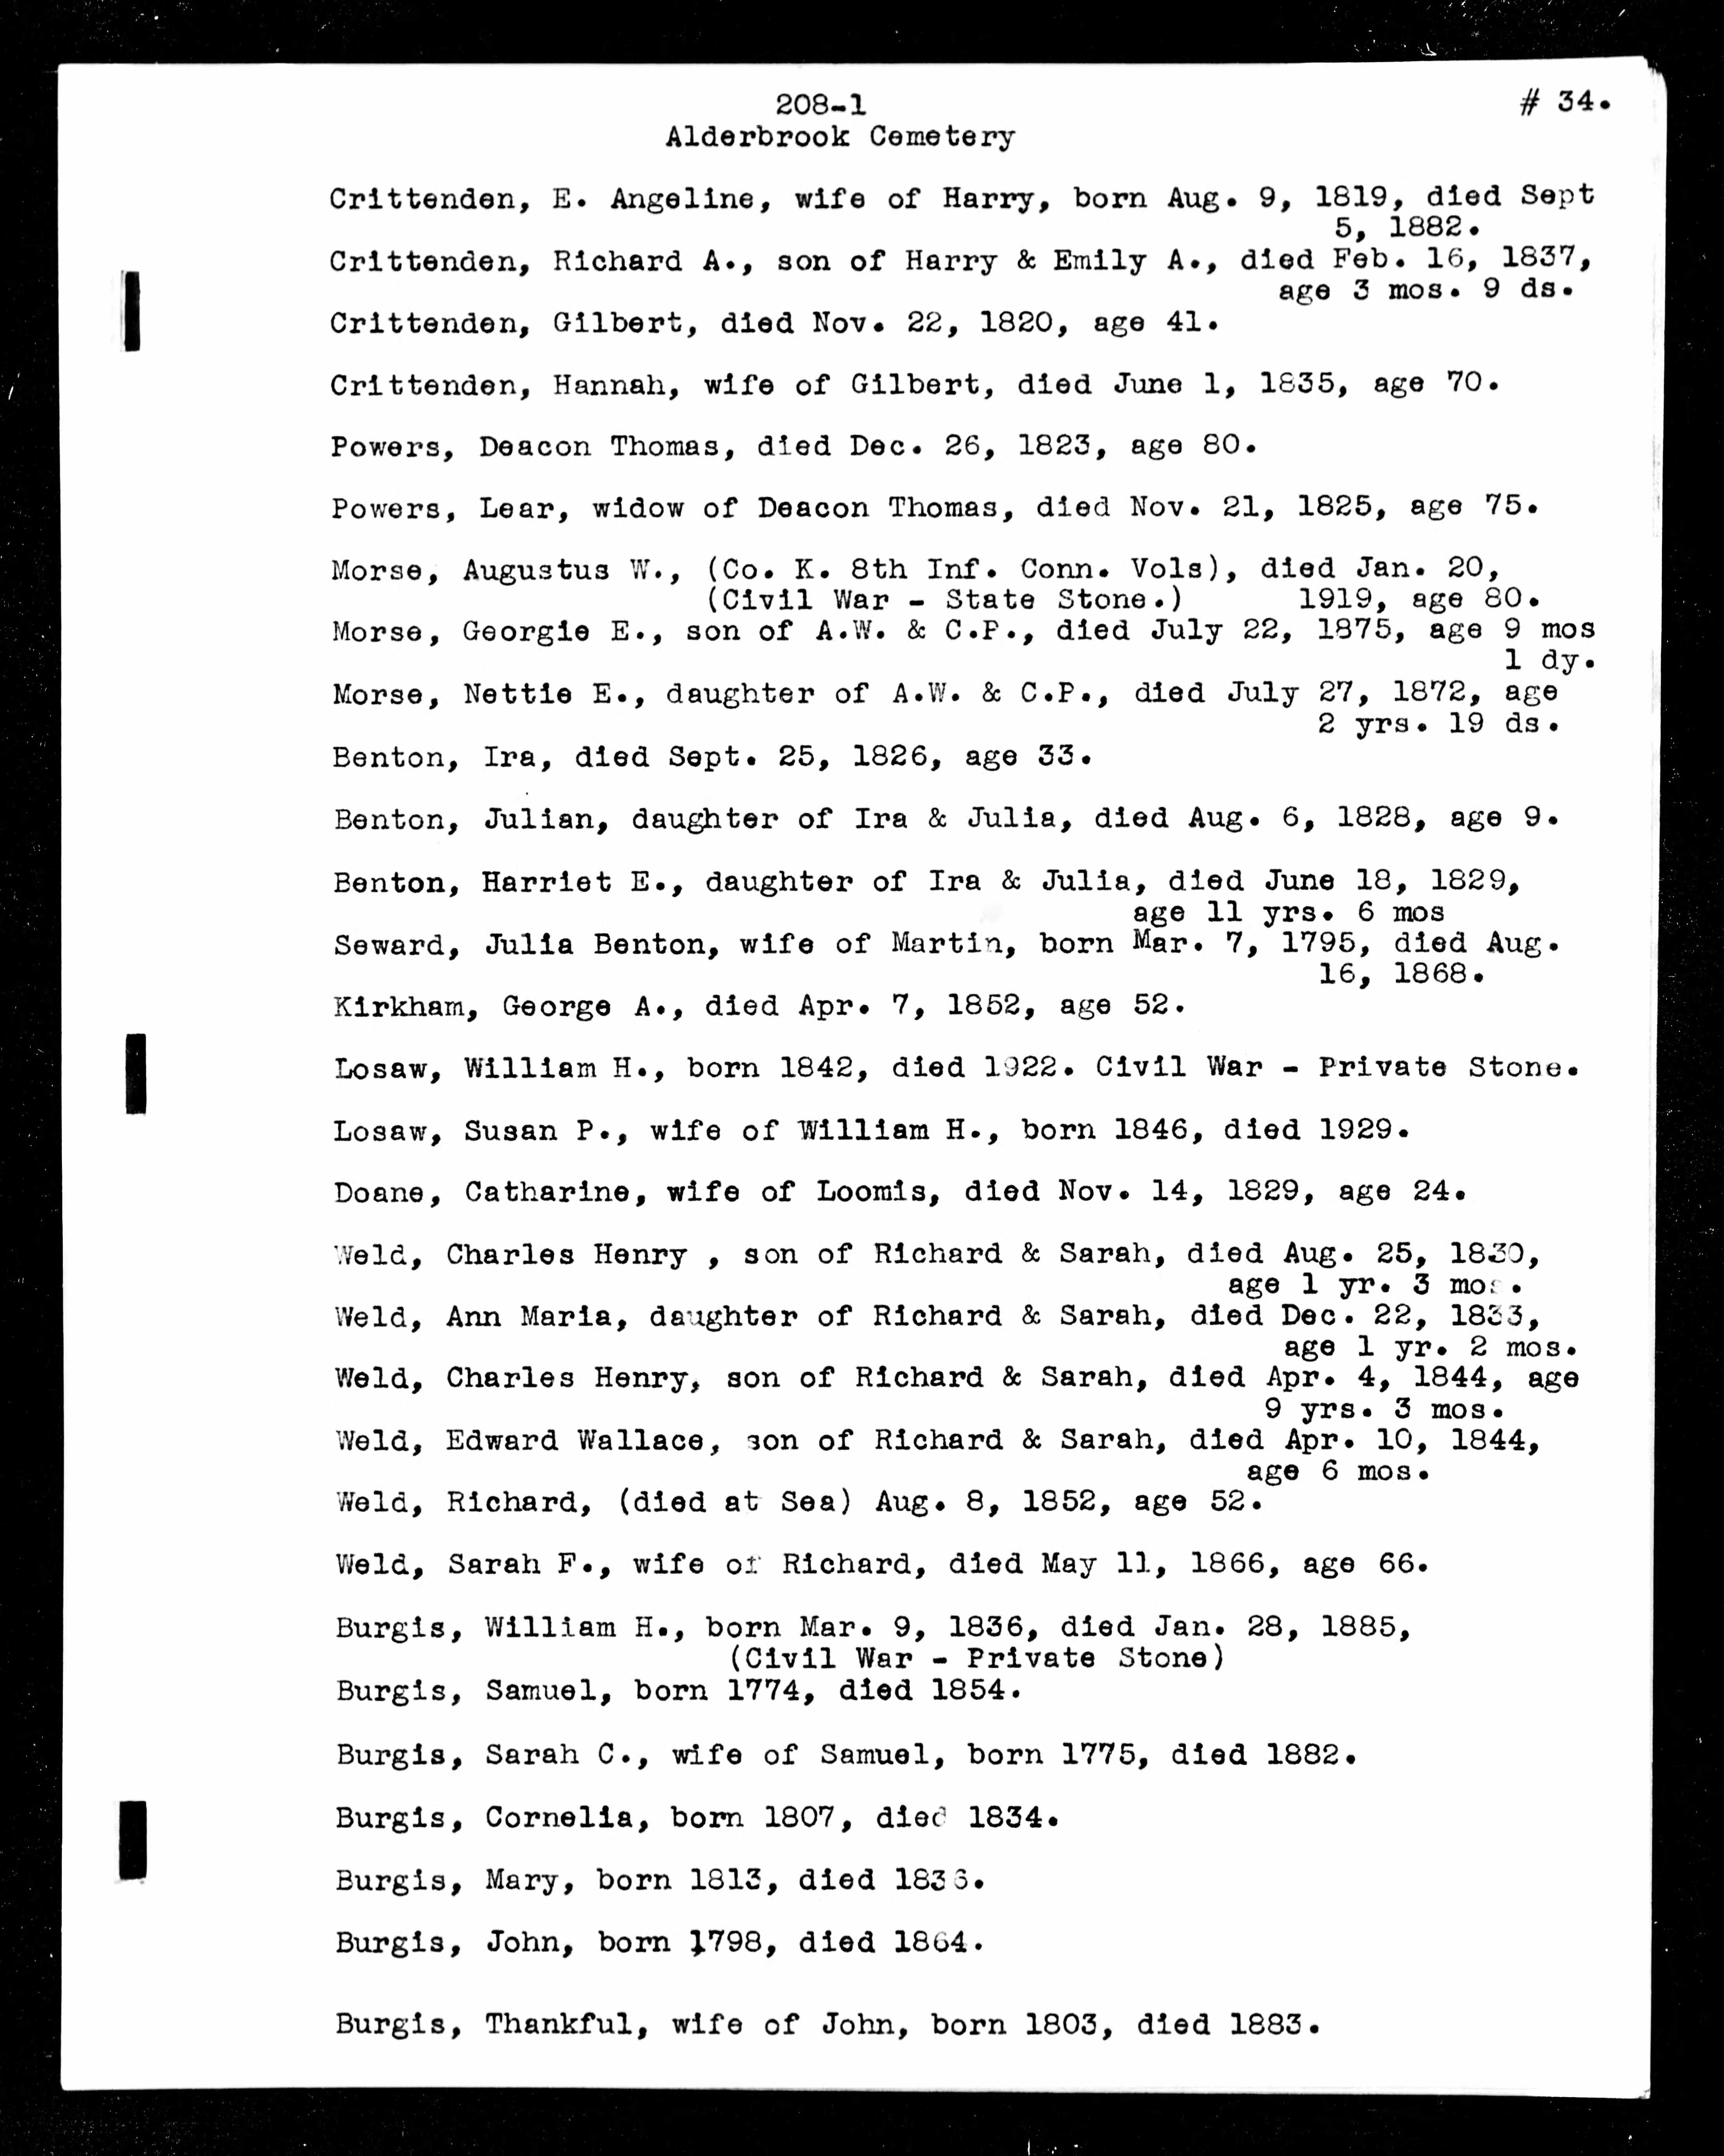 208-1
# 34.
Alderbrook Cemetery
Crittenden, E. Angeline, wife of Harry, born Aug. 9, 1819, died Sept
5, 1882.
Crittenden, Richard A., son of Harry & Emily A., died Feb. 16, 1837,
age 3 mos. 9 ds.
Crittenden, Gilbert, died Nov. 22, 1820, age 41.
Crittenden, Hannah, wife of Gilbert, died June 1, 1835, age 70.
Powers, Deacon Thomas, died Dec. 26, 1823, age 80.
Powers, Lear, widow of Deacon Thomas, died Nov. 21, 1825, age 75.
Morse, Augustus W., (Co. K. 8th Inf. Conn. Vols), died Jan. 20,
(Civil War - State Stone.) 1919, age 80.
Morse, Georgie E., son of A.W. & C.P., died July 22, 1875, age 9 mos
1 dy.
Morse, Nettie E., daughter of A.W. & C.P., died July 27, 1872, age
2 yrs. 19 ds.
Benton, Ira, died Sept. 25, 1826, age 33.
Benton, Julian, daughter of Ira & Julia, died Aug. 6, 1828, age 9.
Benton, Harriet E., daughter of Ira & Julia, died June 18, 1829,
age 11 yrs. 6 mos
Seward, Julia Benton, wife of Martin, born Mar. 7, 1795, died Aug.
16, 1868.
Kirkham, George A., died Apr. 7, 1852, age 52.
Losaw, William H., born 1842, died 1922. Civil War - Private Stone.
Losaw, Susan P., wife of William H., born 1846, died 1929.
Doane, Catharine, wife of Loomis, died Nov. 14, 1829, age 24.
Weld, Charles Henry , son of Richard & Sarah, died Aug. 25, 1830,
age 1 yr. 3 mos.
Weld, Ann Maria, daughter of Richard & Sarah, died Dec. 22, 1833,
age 1 yr. 2 mos.
Weld, Charles Henry, son of Richard & Sarah, died Apr. 4, 1844, age
9 yrs. 3 mos.
Weld, Edward Wallace, son of Richard & Sarah, died Apr. 10, 1844,
age 6 mos.
Weld, Richard, (died at Sea) Aug. 8, 1852, age 52.
Weld, Sarah F., wife of Richard, died May 11, 1866, age 66.
Burgis, William H., born Mar. 9, 1836, died Jan. 28, 1885,
(Civil War - Private Stone)
Burgis, Samuel, born 1774, died 1854.
Burgis, Sarah C., wife of Samuel, born 1775, died 1882.
Burgis, Cornelia, born 1807, died 1834.
Burgis, Mary, born 1813, died 1836.
Burgis, John, born 1798, died 1864.
Burgis, Thankful, wife of John, born 1803, died 1883.